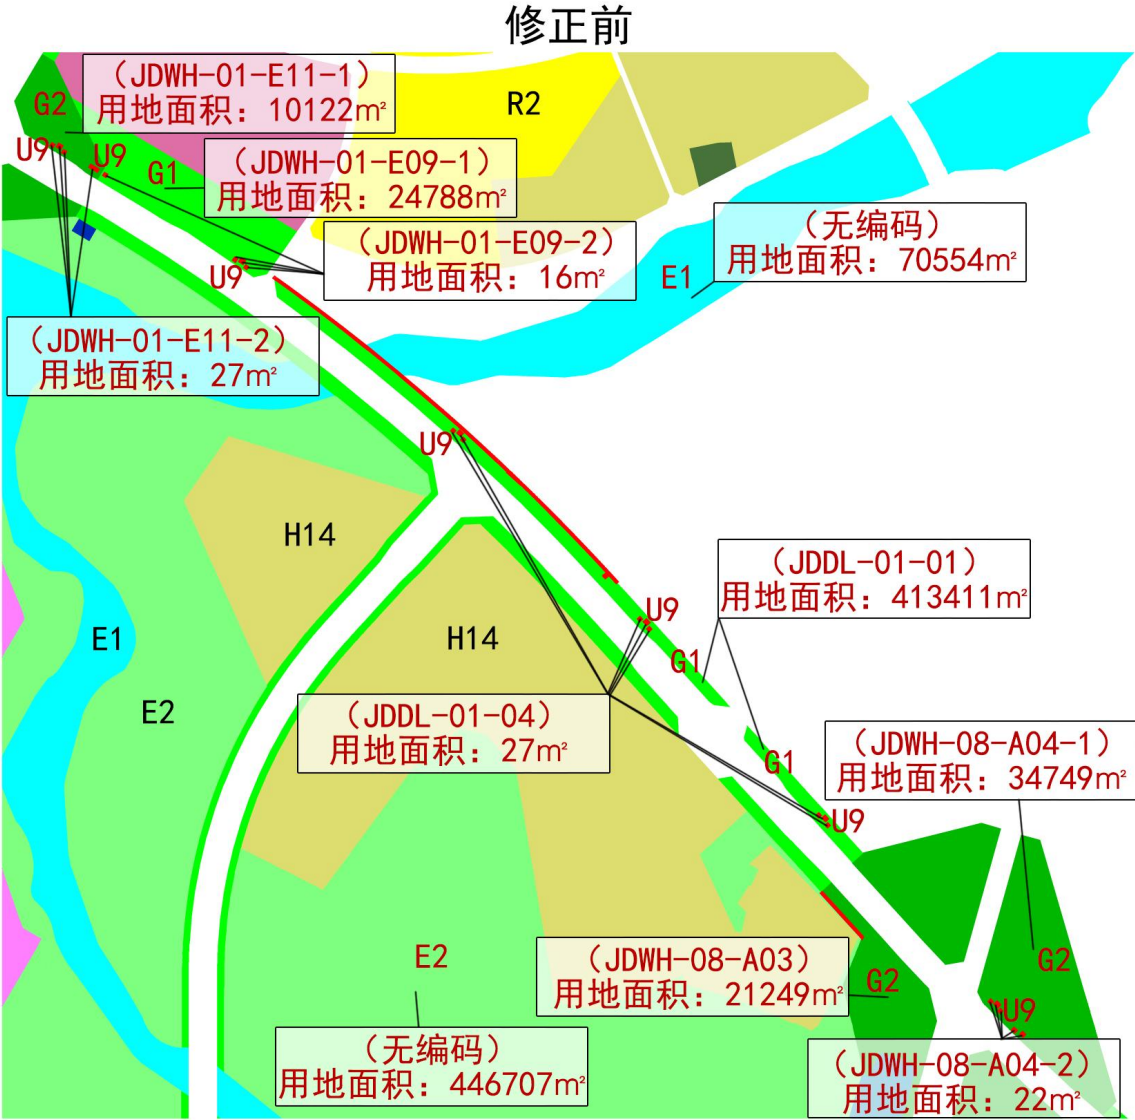 修正前
（JDWH-01-E11-1）
用地面积：10122㎡
G2
R2
U9
U9
G1
（JDWH-01-E09-1）
用地面积：24788㎡
（JDWH-01-E09-2）
用地面积：16㎡
（无编码）
用地面积：70554㎡
U9
E1
（JDWH-01-E11-2）
用地面积：27㎡
U9
H14
（JDDL-01-01）
用地面积：413411㎡
U9
E1
H14
G1
E2
（JDDL-01-04）
用地面积：27㎡
（JDWH-08-A04-1）
用地面积：34749㎡
G1
U9
E2
（JDWH-08-A03）
用地面积：21249㎡
G2
G2
U9
（无编码）
用地面积：446707㎡
（JDWH-08-A04-2）
用地面积：22㎡